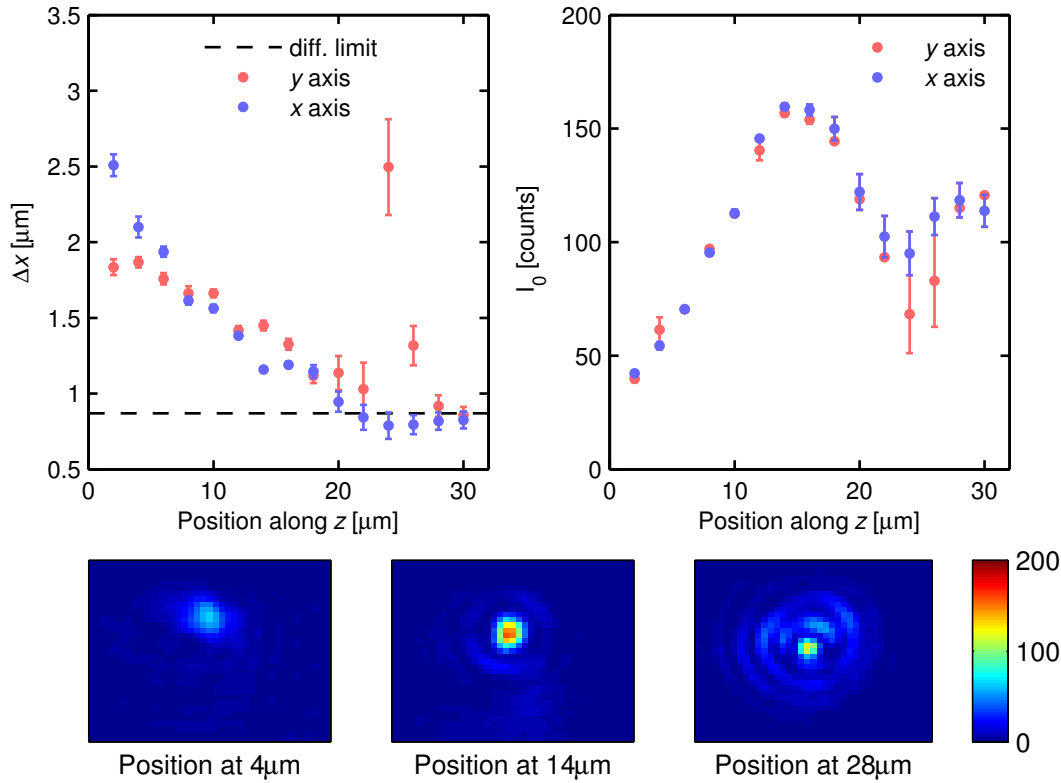 3.5
3
2.5
2
1.5
1
0.5
0
10
20
30
Δx [μm]
Position along z [μm]
diff. limit
y axis
x axis
200
150
100
50
0
0
10
20
30
I_0 [counts]
Position along z [μm]
y axis
x axis
Position at 4μm
Position at 14μm
Position at 28μm
200
100
0